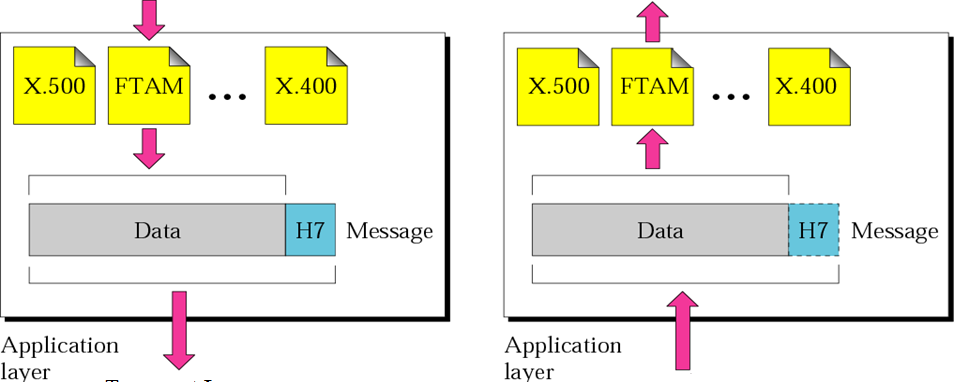 X.500 FTAM ... X.400
Data H7 Message
Application
layer
X.500 FTAM ... X.400
Data H7 Message
Application
layer